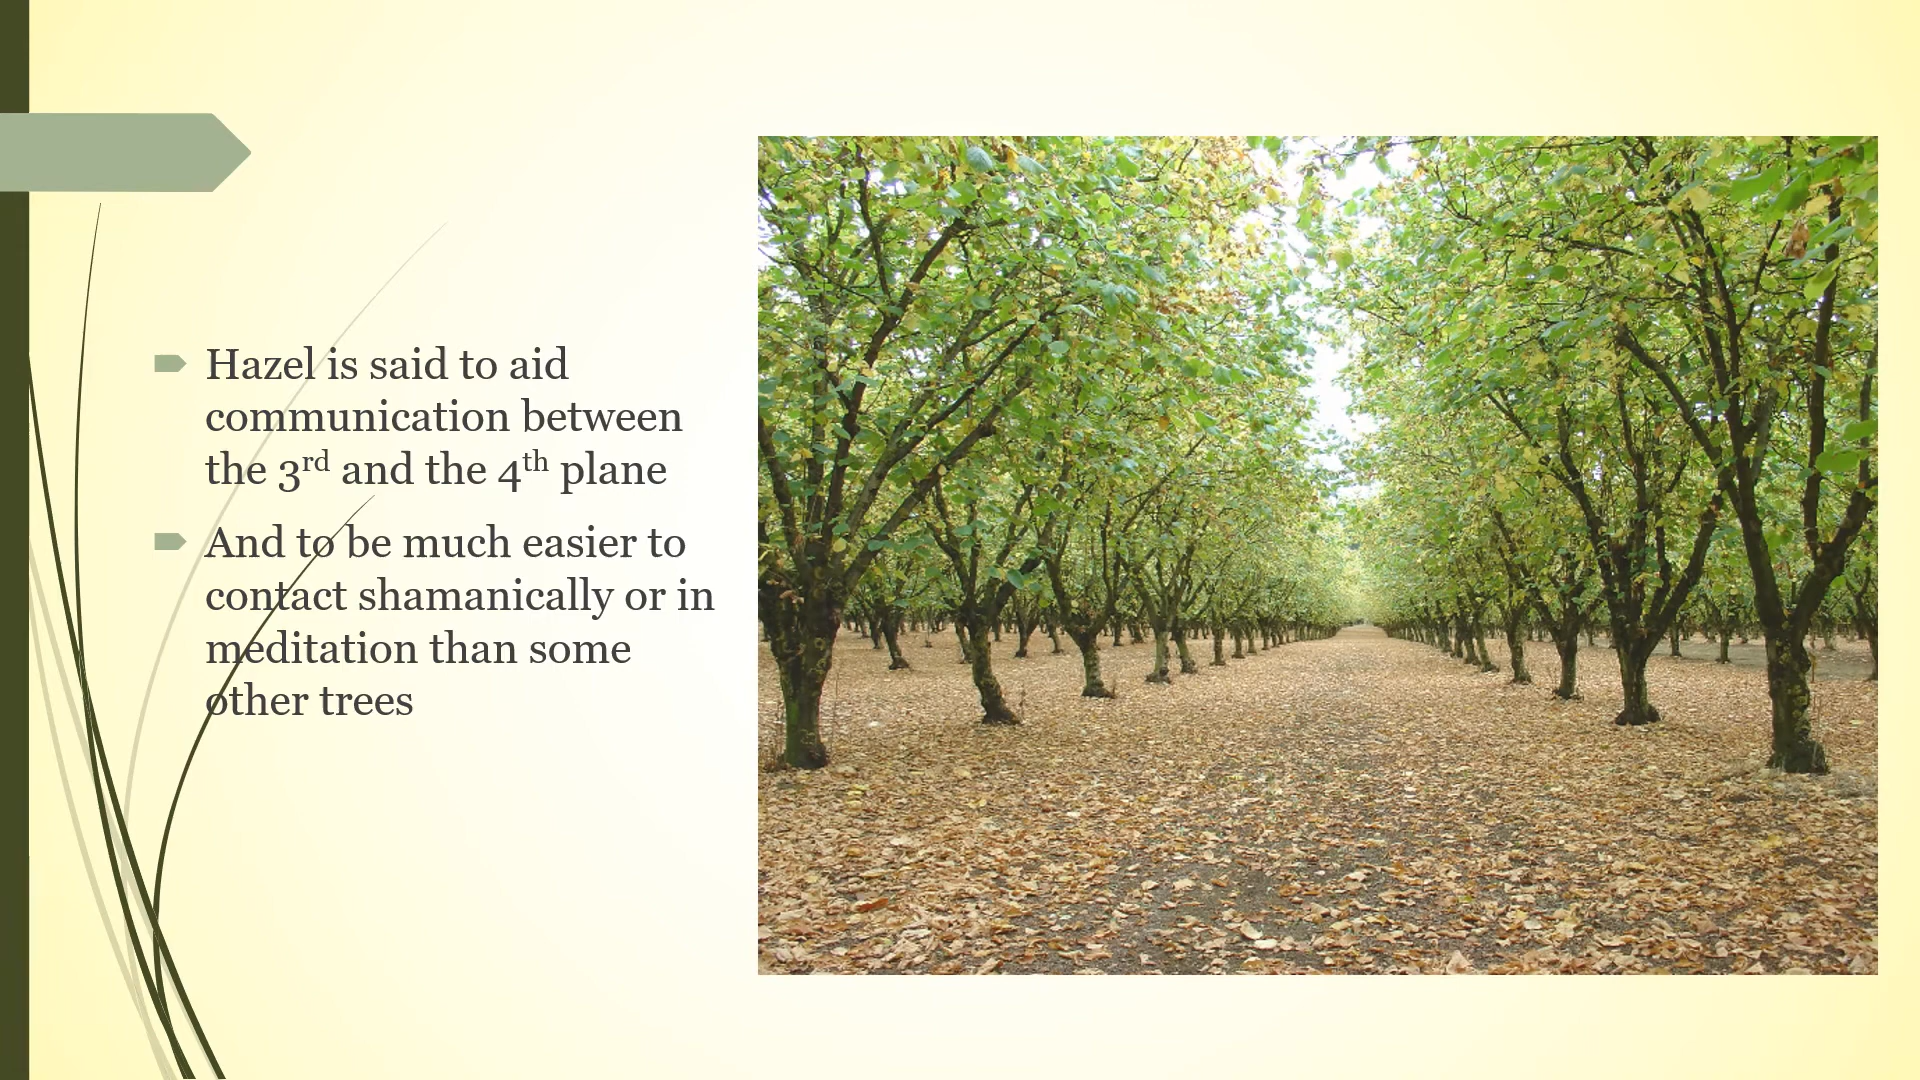 Hazel is said to aid
communication between
the 3rd and the 4th plane
And to be much easier to
contact shamanically or in
meditation than some
other trees